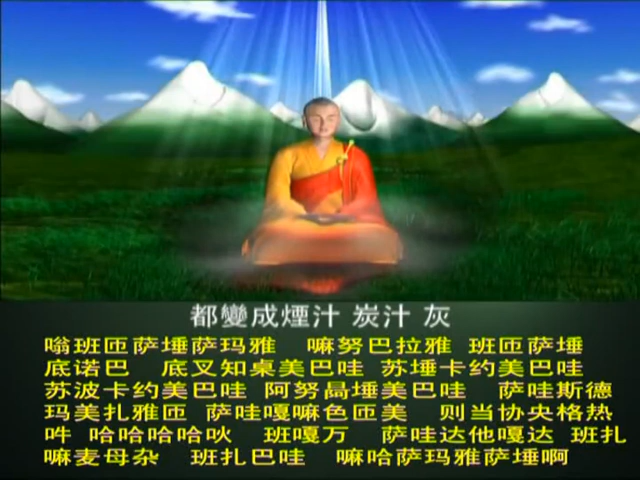 都變成煙汁 炭汁 灰
嗡班匝萨埵萨玛雅 嘛努巴拉雅 班匝萨埵
底诺巴 底叉知桌美巴哇 苏埵卡约美巴哇
苏波卡约美巴哇 阿努晑埵美巴哇 萨哇斯德
玛美扎雅匝 萨哇嘎嘛色匝美 则当协央格热
吽 哈哈哈哈伙 班嘎万 萨哇达他嘎达 班扎
嘛麦母杂 班扎巴哇 嘛哈萨玛雅萨埵啊